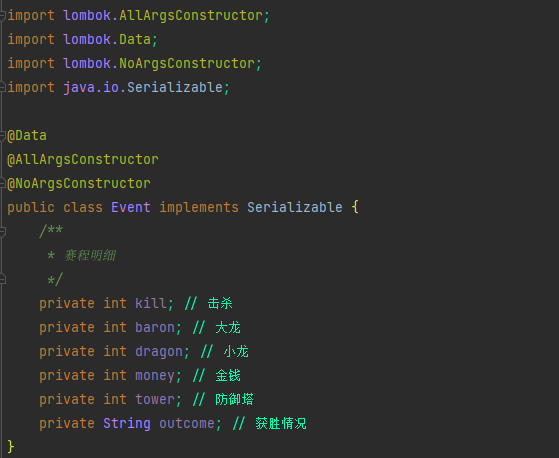 import lombok.AllArgsConstructor;
import lombok.Data;
import lombok.NoArgsConstructor;
import java.io.Serializable;
@Data
@AllArgsConstructor
@NoArgsConstructor
public class Event implements Serializable {
/**
* 赛程明细
*/
private int kill; // 击杀
private int baron; // 大龙
private int dragon; // 小龙
private int money; // 金钱
private int tower; // 防御塔
private String outcome; // 获胜情况
}